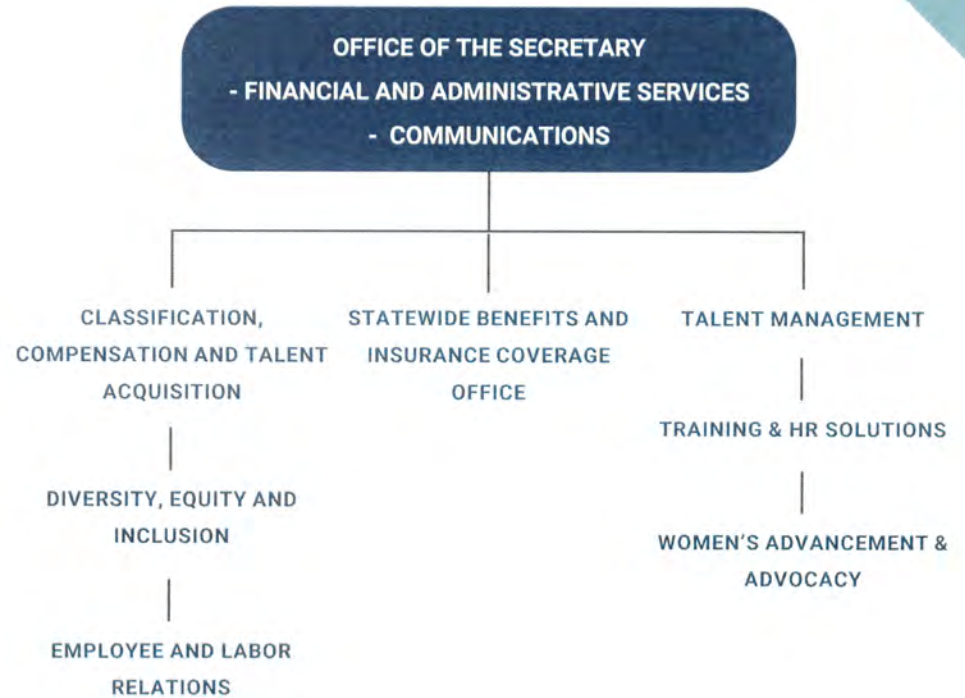 OFFICE OF THE SECRETARY
- FINANCIAL AND ADMINISTRATIVE SERVICES
- COMMUNICATIONS
CLASSIFICATION,
COMPENSATION AND TALENT
ACQUISITION
DIVERSITY, EQUITY AND
INCLUSION
EMPLOYEE AND LABOR
RELATIONS
STATEWIDE BENEFITS AND
INSURANCE COVERAGE
OFFICE
TALENT MANAGEMENT
TRAINING & HR SOLUTIONS
WOMEN'S ADVANCEMENT &
ADVOCACY